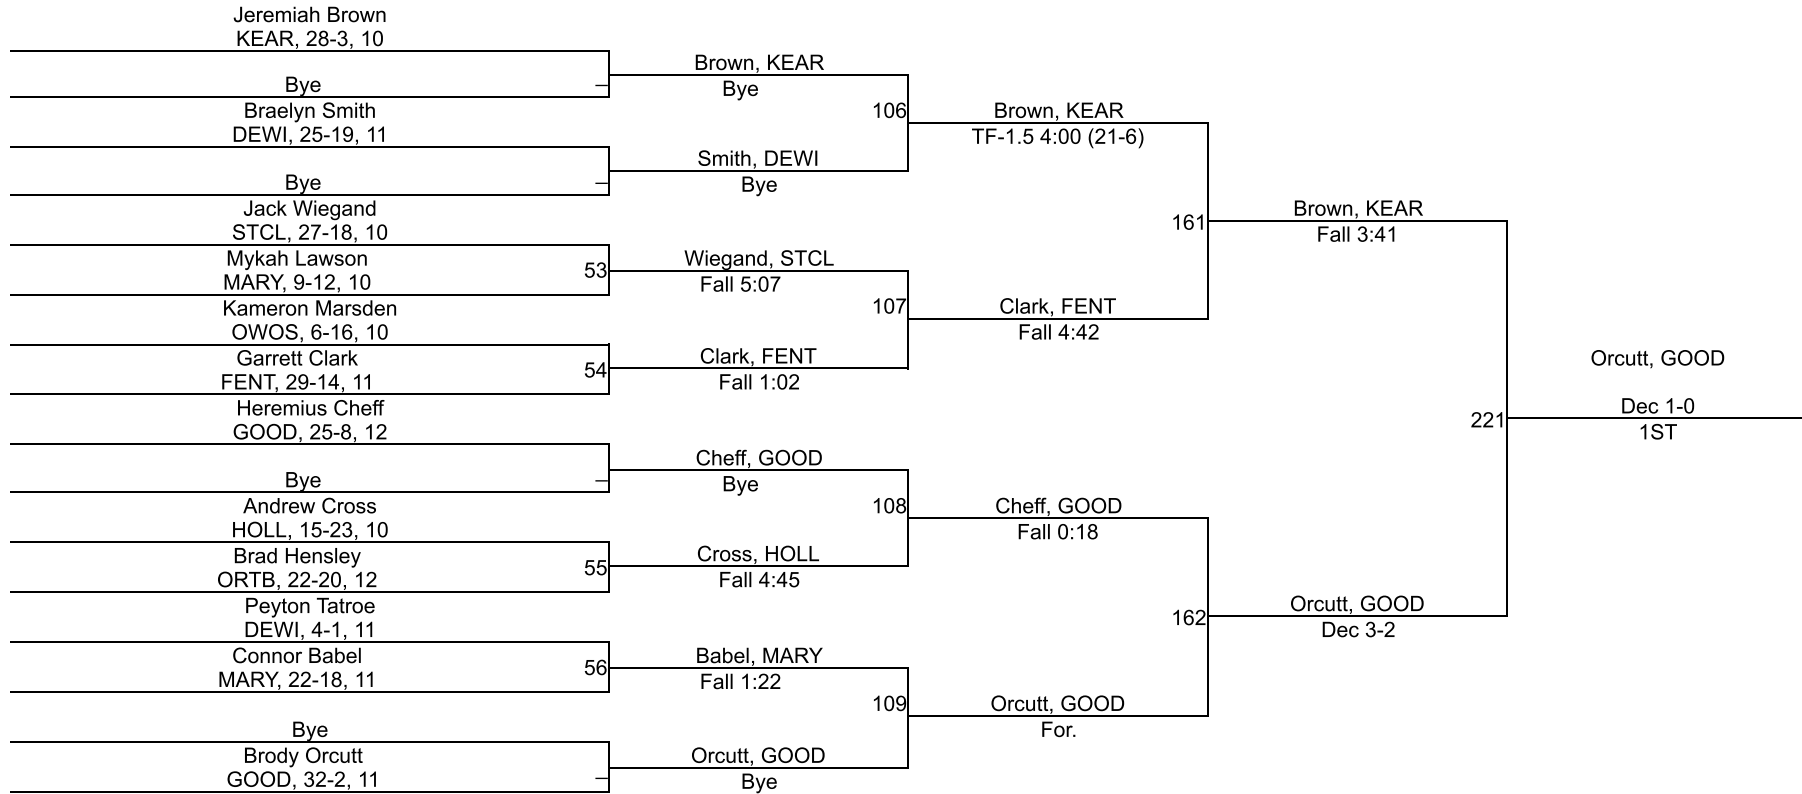 Jeremiah Brown
KEAR, 28-3, 10
Bye
Braelyn Smith
DEWI, 25-19, 11
Bye
Jack Wiegand
STCL, 27-18, 10
Mykah Lawson
MARY, 9-12, 10
Kameron Marsden
OWOS, 6-16, 10
Garrett Clark
FENT, 29-14, 11
Heremius Cheff
GOOD, 25-8, 12
Bye
Andrew Cross
HOLL, 15-23, 10
Brad Hensley
ORTB, 22-20, 12
Peyton Tatroe
DEWI, 4-1, 11
Connor Babel
MARY, 22-18, 11
Bye
Brody Orcutt
GOOD, 32-2, 11
53
54
55
56
Brown, KEAR
Bye
Smith, DEWI
Bye
Wiegand, STCL
Fall 5:07
Clark, FENT
Fall 1:02
Cheff, GOOD
Bye
Cross, HOLL
Fall 4:45
Babel, MARY
Fall 1:22
Orcutt, GOOD
Bye
106
107
108
109
Brown, KEAR
TF-1.5 4:00 (21-6)
Clark, FENT
Fall 4:42
Cheff, GOOD
Fall 0:18
Orcutt, GOOD
For.
161
162
Brown, KEAR
Fall 3:41
Orcutt, GOOD
Dec 3-2
221
Orcutt, GOOD
Dec 1-0
1ST